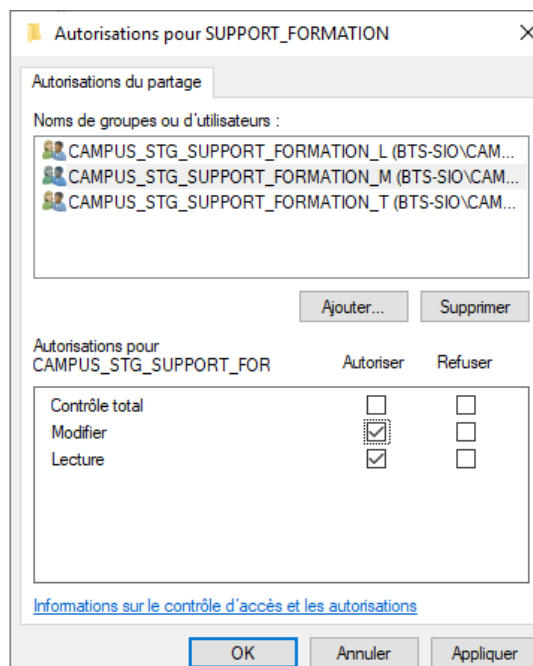 Autorisations pour SUPPORT_FORMATION
Autorisations du partage
Noms de groupes ou d'utilisateurs :
CAMPUS_STG_SUPPORT_FORMATION_L (BTS-SIO\CAM...
CAMPUS_STG_SUPPORT_FORMATION_M (BTS-SIO\CAM...
CAMPUS_STG_SUPPORT_FORMATION_T (BTS-SIO\CAM...
Ajouter... Supprimer
Autorisations pour
CAMPUS_STG_SUPPORT_FOR Autoriser Refuser
Contrôle total
Modifier
Lecture
Informations sur le contrôle d'accès et les autorisations
OK Annuler Appliquer